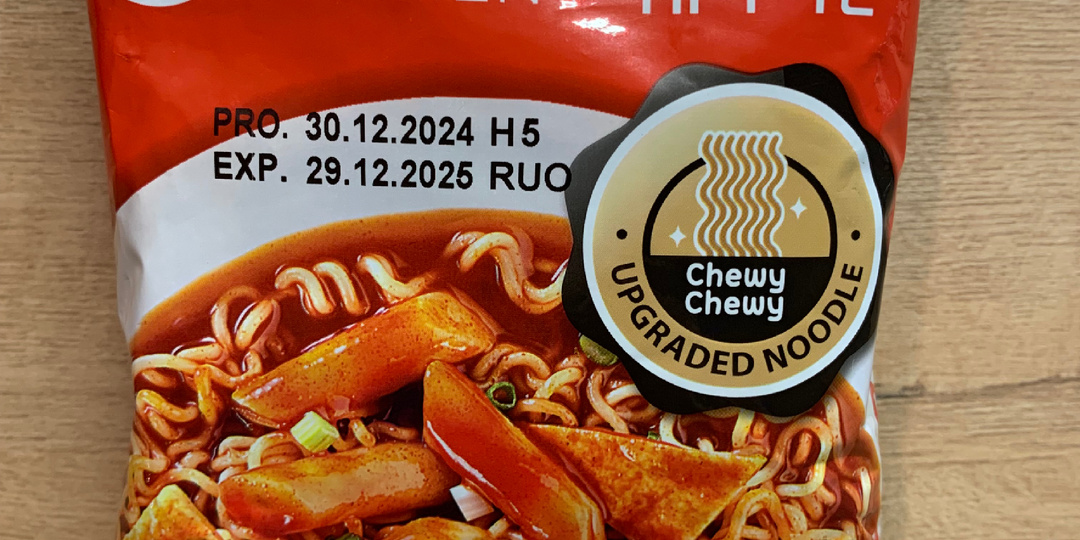 PRO. 30.12.2024 H5
EXP. 29.12.2025 RUO
Chewy
Chewy
UPGRADED NOODLE